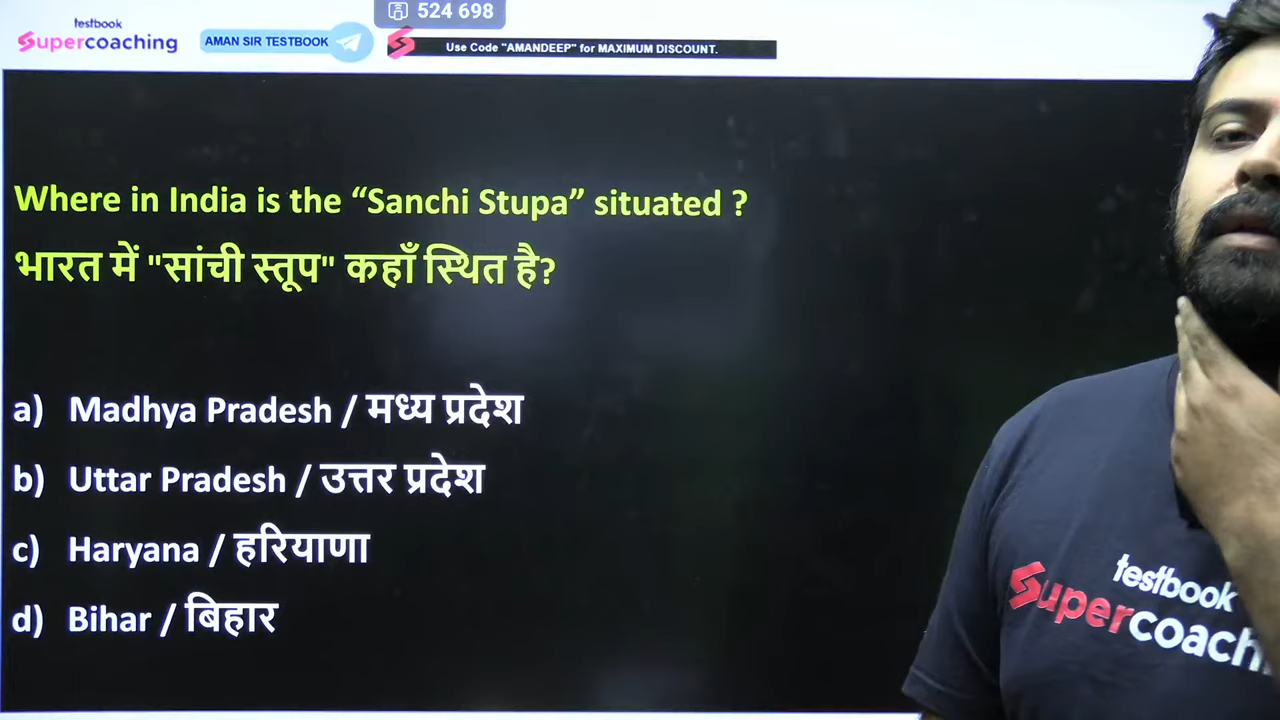 testbook
Supercoaching
AMAN SIR TESTBOOK
524 698
Use Code "AMANDEEP" for MAXIMUM DISCOUNT.
Where in India is the “Sanchi Stupa” situated ?
भारत में "सांची स्तूप" कहाँ स्थित है?
a) Madhya Pradesh / मध्य प्रदेश
b) Uttar Pradesh / उत्तर प्रदेश
c) Haryana / हरियाणा
d) Bihar / बिहार
testbook
Supercoach